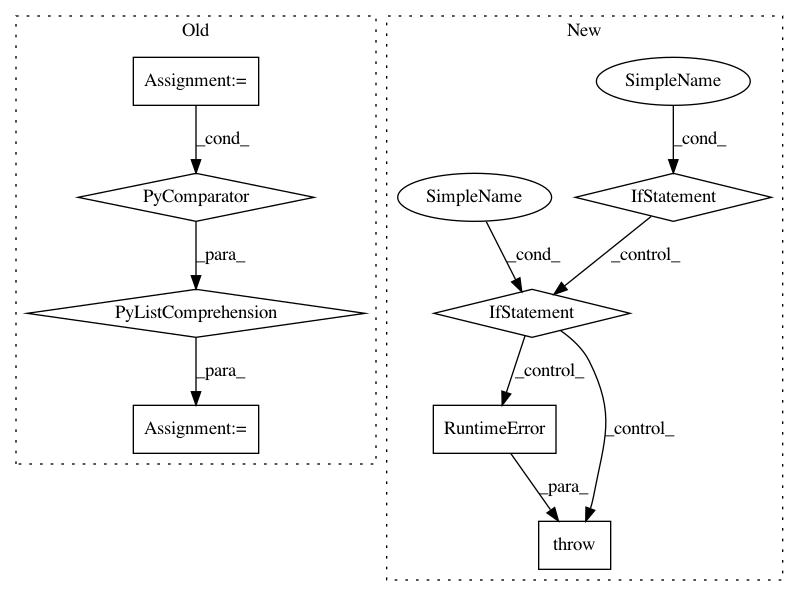 Old
New
Assignment:=
SimpleName
_cond_
_cond_
PyComparator
SimpleName
IfStatement
_para_
_cond_
_control_
PyListComprehension
IfStatement
_para_
_control_
Assignment:=
RuntimeError
_control_
_para_
throw